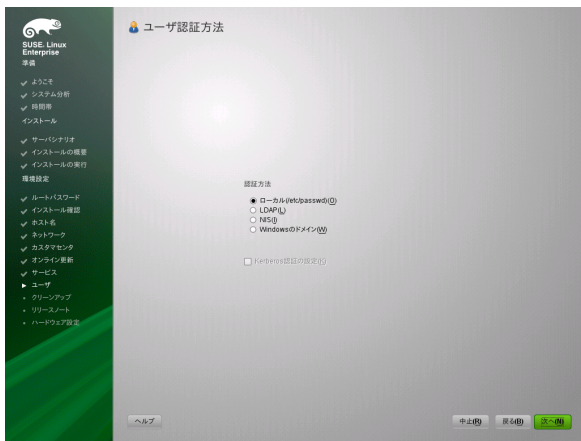 SUSE. Linux
Enterprise
準備
ようこそ
システム分析
時間帯
インストール
サーバシナリオ
インストールの概要
インストールの実行
環境設定
ルートパスワード
インストール確認
ホスト名
ネットワーク
カスタマセンタ
オンライン更新
サービス
ユーザ
クリーンアップ
リリースノート
ハードウェア設定
ユーザ認証方法
認証方法
ローカル(/etc/passwd)(O)
LDAP(L)
NIS(I)
Windowsのドメイン(W)
Kerberos認証の設定(K)
ヘルプ
中止(R)
戻る(B)
次へ(N)